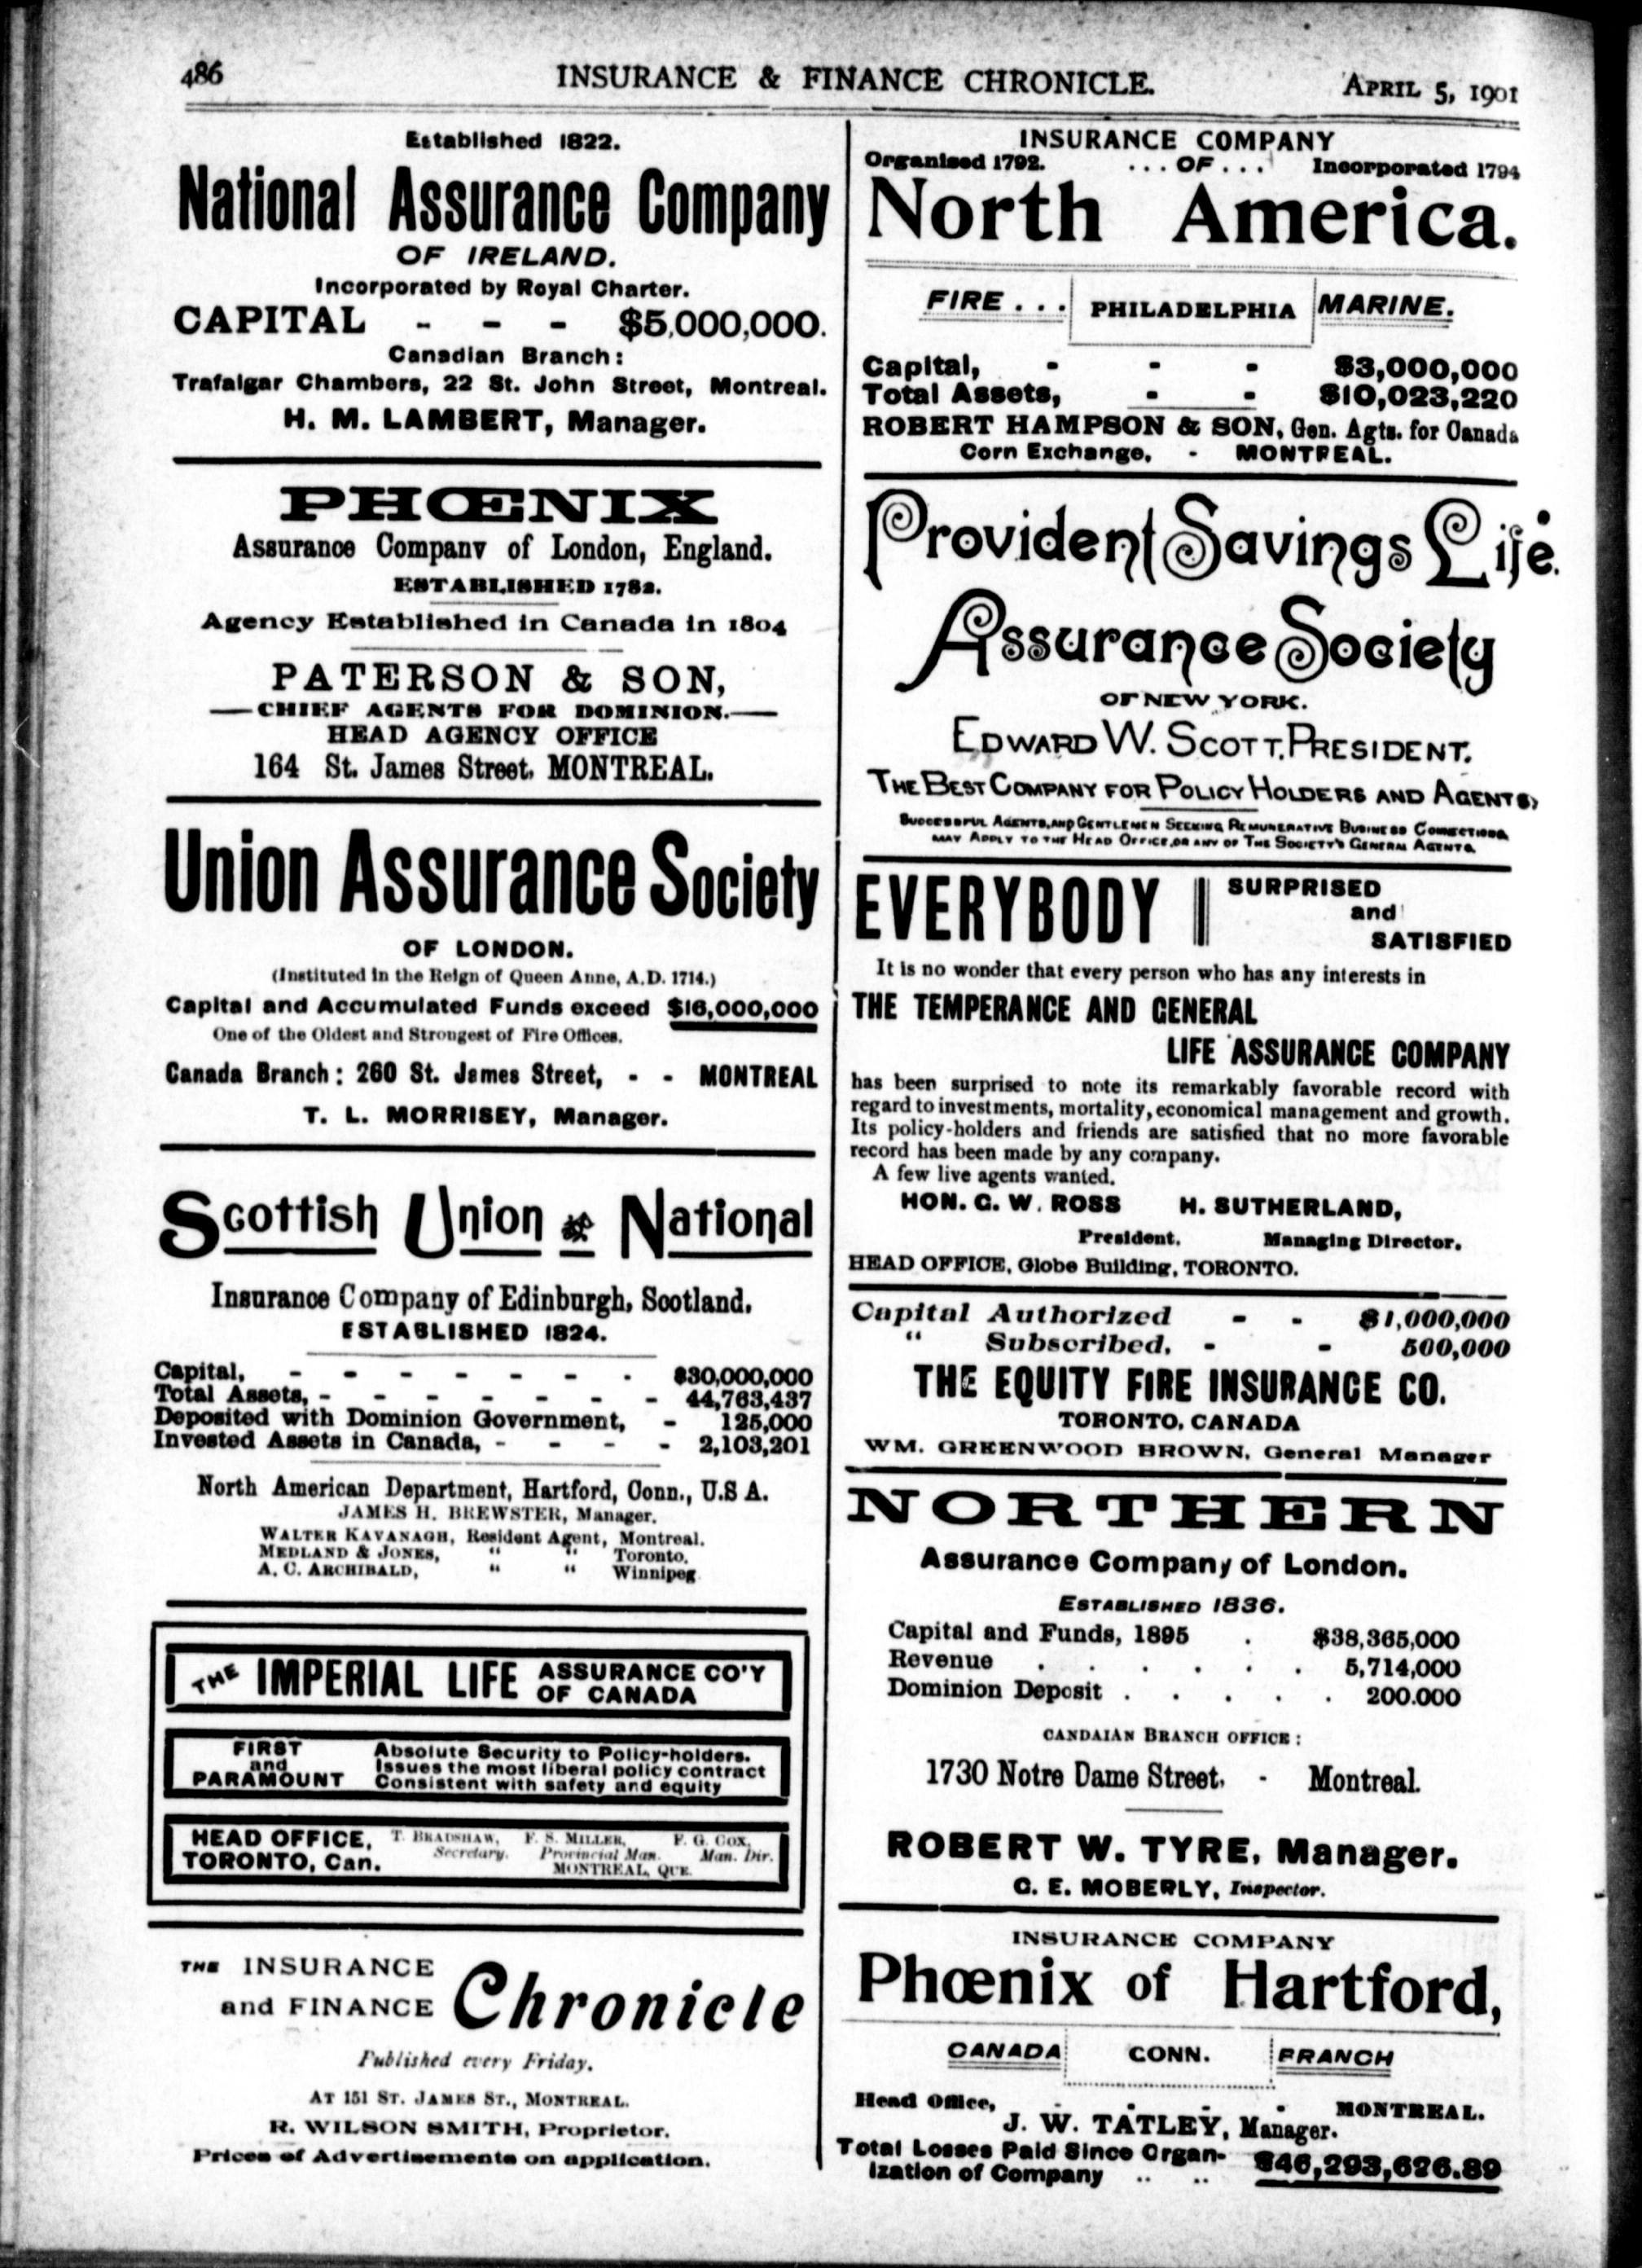 486 INSURANCE & FINANCE CHRONICLE. APRIL 5, 1901
Established 1822.
National Assurance Company
OF IRELAND.
Incorporated by Royal Charter.
CAPITAL - - - $5,000,000.
Canadian Branch:
Trafalgar Chambers, 22 St. John Street, Montreal.
H. M. LAMBERT, Manager.
PHŒNIX
Assurance Company of London, England.
ESTABLISHED 1782.
Agency Established in Canada in 1804
PATERSON & SON,
—CHIEF AGENTS FOR DOMINION.—
HEAD AGENCY OFFICE
164 St. James Street, MONTREAL.
Union Assurance Society
OF LONDON.
(Instituted in the Reign of Queen Anne, A.D. 1714.)
Capital and Accumulated Funds exceed $16,000,000
One of the Oldest and Strongest of Fire Offices.
Canada Branch: 260 St. James Street, - - MONTREAL
T. L. MORRISEY, Manager.
Scottish Union & National
Insurance Company of Edinburgh, Scotland.
ESTABLISHED 1824.
Capital, - - - - - - - $30,000,000
Total Assets, - - - - - - - 44,763,437
Deposited with Dominion Government, - 125,000
Invested Assets in Canada, - - - - 2,103,201
North American Department, Hartford, Conn., U.S A.
JAMES H. BREWSTER, Manager.
WALTER KAVANAGH, Resident Agent, Montreal.
MEDLAND & JONES, " " Toronto.
A. C. ARCHIBALD, " " Winnipeg
THE IMPERIAL LIFE ASSURANCE CO'Y
OF CANADA
FIRST
and
PARAMOUNT
Absolute Security to Policy-holders.
Issues the most liberal policy contract
Consistent with safety and equity
HEAD OFFICE,
TORONTO, Can.
T. BRADSHAW,
Secretary.
F. S. MILLER,
Provincial Man.
MONTREAL, QUE.
F. G. COX,
Man. Dir.
THE INSURANCE
and FINANCE Chronicle
Published every Friday.
AT 151 ST. JAMES ST., MONTREAL.
R. WILSON SMITH, Proprietor.
Prices of Advertisements on application.
INSURANCE COMPANY
Organised 1792. ... OF ... Incorporated 1794
North America.
FIRE ... PHILADELPHIA MARINE.
Capital, - - - $3,000,000
Total Assets, - - $10,023,220
ROBERT HAMPSON & SON, Gen. Agts. for Canada
Corn Exchange, - MONTREAL.
Provident Savings Life.
Assurance Society
OF NEW YORK.
EDWARD W. SCOTT, PRESIDENT.
THE BEST COMPANY FOR POLICY HOLDERS AND AGENTS,
SUCCESSFUL AGENTS, AND GENTLEMEN SEEKING REMUNERATIVE BUSINESS CONNECTIONS,
MAY APPLY TO THE HEAD OFFICE, OR ANY OF THE SOCIETY'S GENERAL AGENTS.
EVERYBODY SURPRISED
and
SATISFIED
It is no wonder that every person who has any interests in
THE TEMPERANCE AND GENERAL
LIFE ASSURANCE COMPANY
has been surprised to note its remarkably favorable record with
regard to investments, mortality, economical management and growth.
Its policy-holders and friends are satisfied that no more favorable
record has been made by any company.
A few live agents wanted.
HON. G. W. ROSS H. SUTHERLAND,
President. Managing Director.
HEAD OFFICE, Globe Building, TORONTO.
Capital Authorized - - $1,000,000
" Subscribed, - - 500,000
THE EQUITY FIRE INSURANCE CO.
TORONTO, CANADA
WM. GREENWOOD BROWN, General Manager
NORTHERN
Assurance Company of London.
ESTABLISHED 1836.
Capital and Funds, 1895 . $38,365,000
Revenue . . . . . . 5,714,000
Dominion Deposit . . . . . 200.000
CANDAIAN BRANCH OFFICE:
1730 Notre Dame Street, - Montreal.
ROBERT W. TYRE, Manager.
C. E. MOBERLY, Inspector.
INSURANCE COMPANY
Phœnix of Hartford,
CANADA CONN. BRANCH
Head Office, - - - MONTREAL.
J. W. TATLEY, Manager.
Total Losses Paid Since Organ-
ization of Company .. .. $46,293,626.89